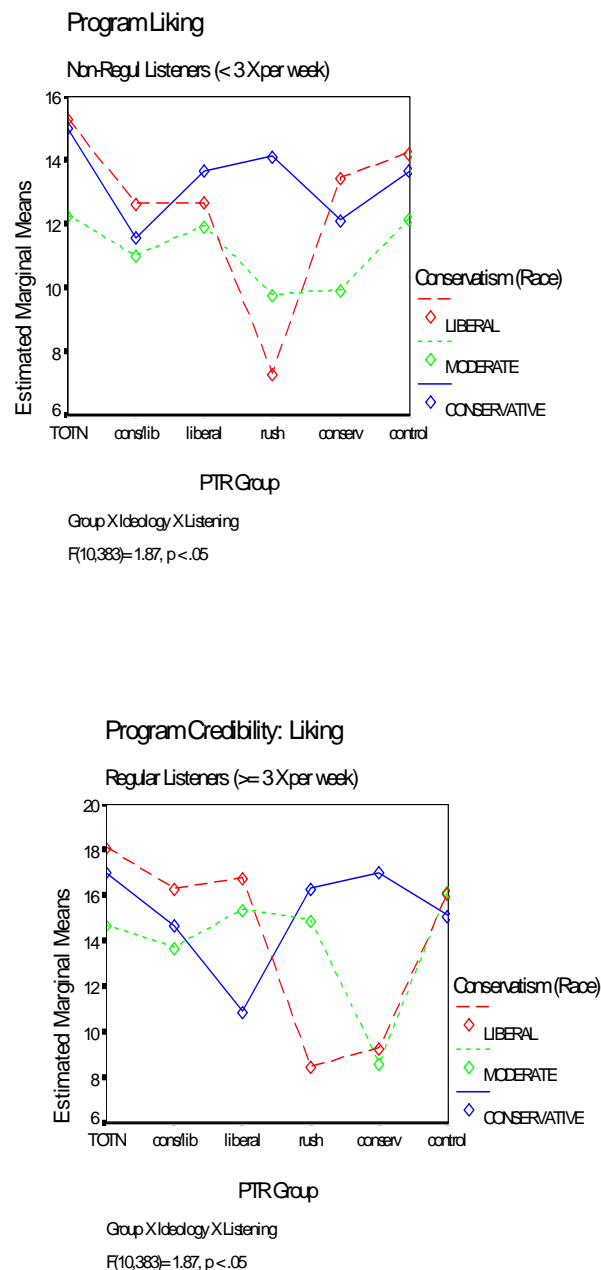 Program Liking
Non-Regul Listeners (< 3 X per week)
16
14
12
10
8
6
Estimated Marginal Means
TOTN cons/lib liberal rush conserv control
PTR Group
Conservatism (Race)
LIBERAL
MODERATE
CONSERVATIVE
Group X Ideology X Listening
F(10,383)= 1.87, p < .05
Program Credibility: Liking
Regular Listeners (>= 3 X per week)
20
18
16
14
12
10
8
6
Estimated Marginal Means
TOTN cons/lib liberal rush conserv control
PTR Group
Conservatism (Race)
LIBERAL
MODERATE
CONSERVATIVE
Group X Ideology X Listening
F(10,383)= 1.87, p < .05